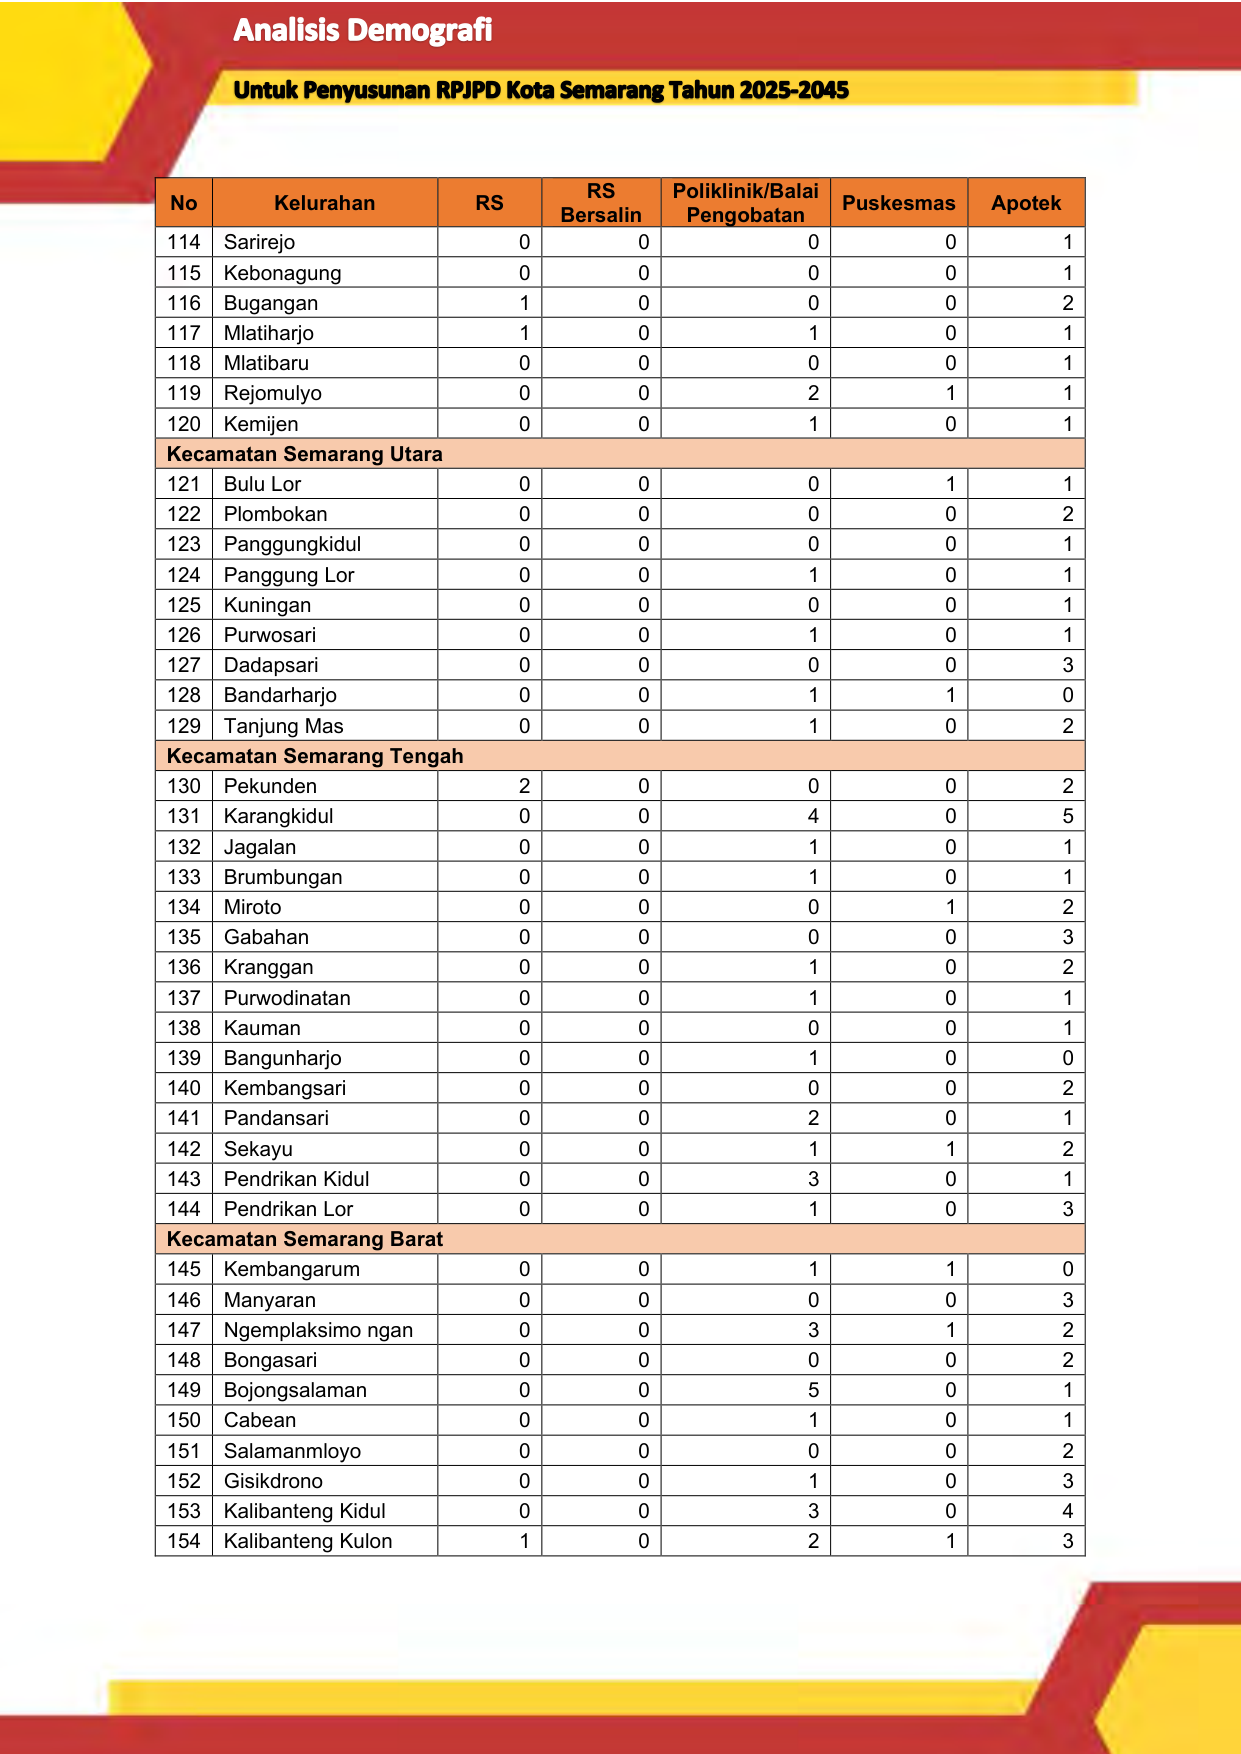 Analisis Demografi
Untuk Penyusunan RPJPD Kota Semarang Tahun 2025-2045
No Kelurahan RS RS Bersalin Poliklinik/Balai Pengobatan Puskesmas Apotek
114 Sarirejo 0 0 0 0 1
115 Kebonagung 0 0 0 0 1
116 Bugangan 1 0 0 0 2
117 Mlatiharjo 1 0 1 0 1
118 Mlatibaru 0 0 0 0 1
119 Rejomulyo 0 0 2 1 1
120 Kemijen 0 0 1 0 1
Kecamatan Semarang Utara
121 Bulu Lor 0 0 0 1 1
122 Plombokan 0 0 0 0 2
123 Panggungkidul 0 0 0 0 1
124 Panggung Lor 0 0 1 0 1
125 Kuningan 0 0 0 0 1
126 Purwosari 0 0 1 0 1
127 Dadapsari 0 0 0 0 3
128 Bandarharjo 0 0 1 1 0
129 Tanjung Mas 0 0 1 0 2
Kecamatan Semarang Tengah
130 Pekunden 2 0 0 0 2
131 Karangkidul 0 0 4 0 5
132 Jagalan 0 0 1 0 1
133 Brumbungan 0 0 1 0 1
134 Miroto 0 0 0 1 2
135 Gabahan 0 0 0 0 3
136 Kranggan 0 0 1 0 2
137 Purwodinatan 0 0 1 0 1
138 Kauman 0 0 0 0 1
139 Bangunharjo 0 0 1 0 0
140 Kembangsari 0 0 0 0 2
141 Pandansari 0 0 2 0 1
142 Sekayu 0 0 1 1 2
143 Pendrikan Kidul 0 0 3 0 1
144 Pendrikan Lor 0 0 1 0 3
Kecamatan Semarang Barat
145 Kembangarum 0 0 1 1 0
146 Manyaran 0 0 0 0 3
147 Ngemplaksimo ngan 0 0 3 1 2
148 Bongasari 0 0 0 0 2
149 Bojongsalaman 0 0 5 0 1
150 Cabean 0 0 1 0 1
151 Salamanmloyo 0 0 0 0 2
152 Gisikdrono 0 0 1 0 3
153 Kalibanteng Kidul 0 0 3 0 4
154 Kalibanteng Kulon 1 0 2 1 3